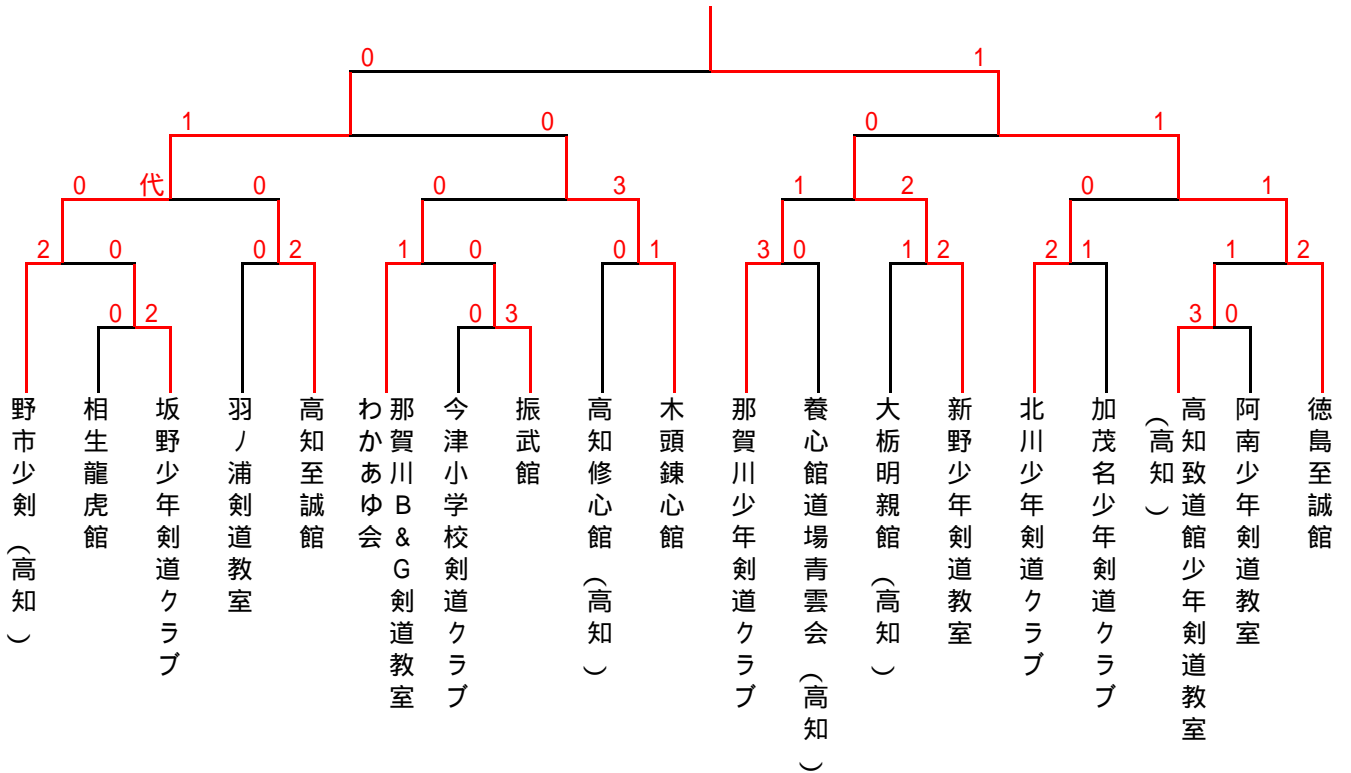 0 1
1 0 0 1
0 代 0 0 3 1 2 0 1
2 0 0 2 1 0 0 1 3 0 1 2 2 1 1 2
0 2 0 3 3 0
野市少剣（高知）
相生龍虎館
坂野少年剣道クラブ
羽ノ浦剣道教室
高知至誠館
那賀川B&G剣道教室
わかあゆ会
今津小学校剣道クラブ
振武館
高知修心館（高知）
木頭錬心館
那賀川少年剣道クラブ
養心館道場青雲会（高知）
大栃明親館（高知）
新野少年剣道教室
北川少年剣道クラブ
加茂名少年剣道クラブ
高知致道館少年剣道教室
（高知）
阿南少年剣道教室
徳島至誠館